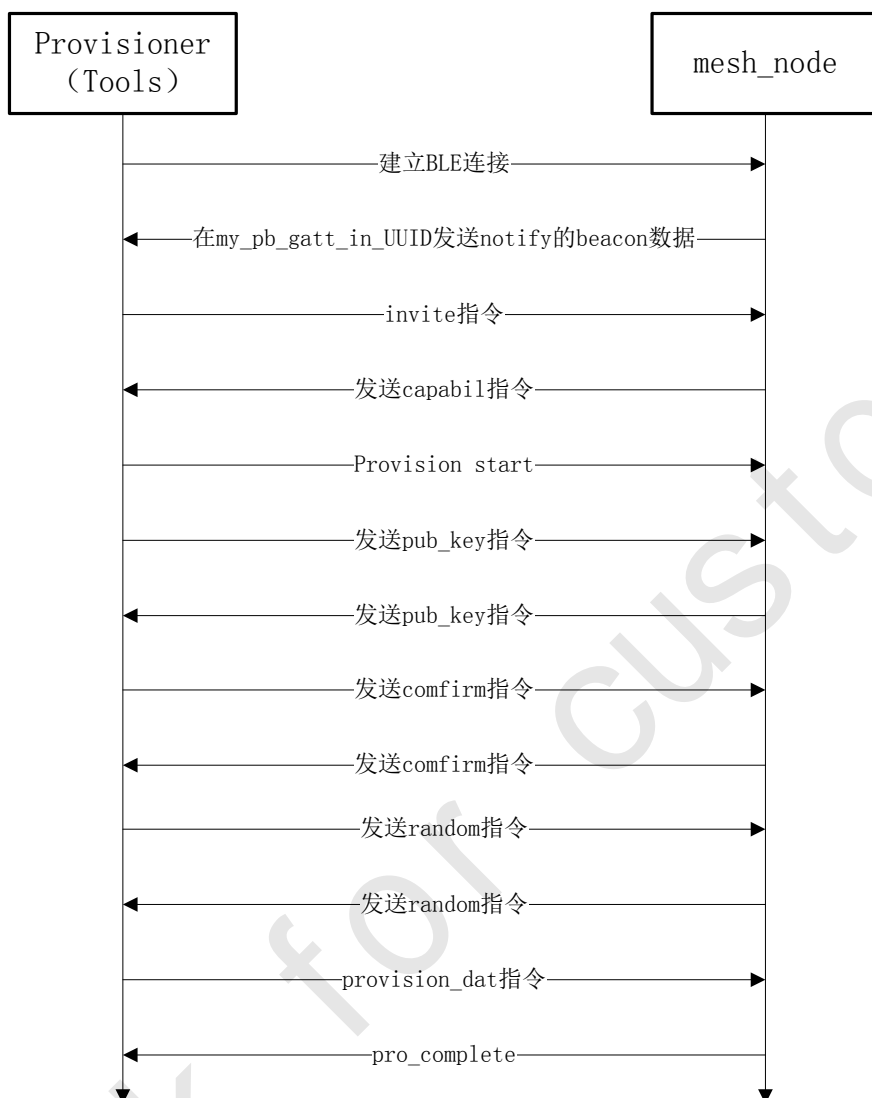 Provisioner
(Tools)
mesh_node
建立BLE连接
在my_pb_gatt_in_UUID发送notify的beacon数据
invite指令
发送capabil指令
Provision start
发送pub_key指令
发送pub_key指令
发送comfirm指令
发送comfirm指令
发送random指令
发送random指令
provision_dat指令
pro_complete
for custo